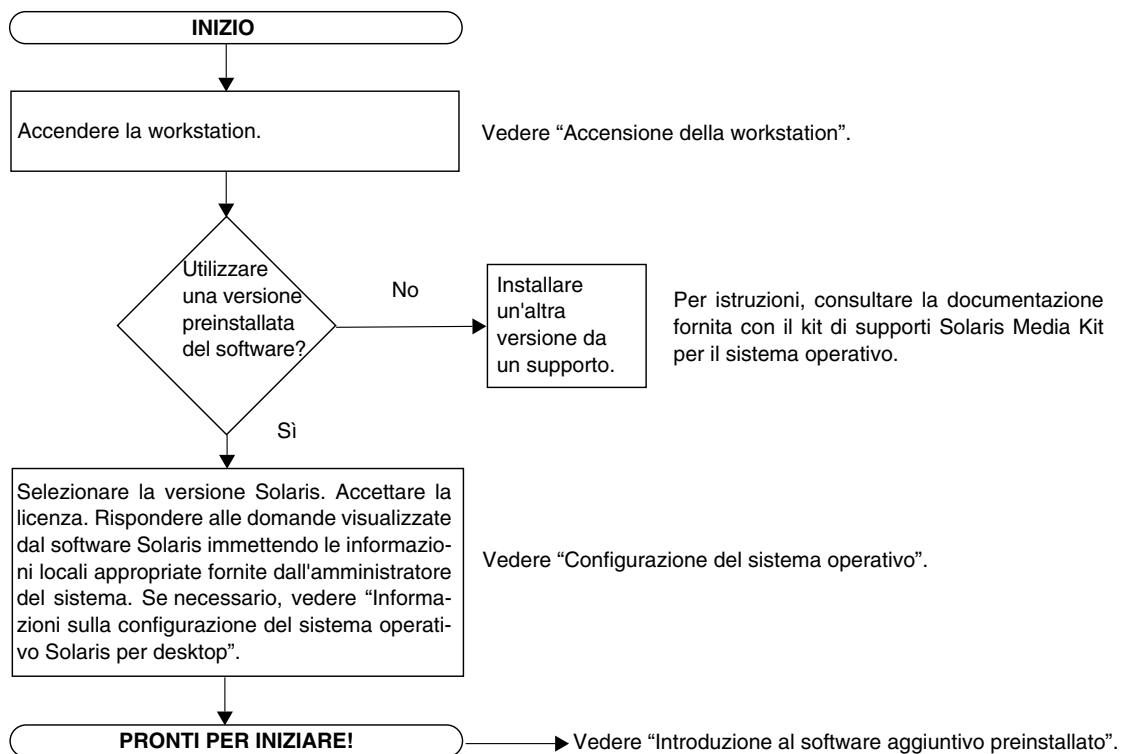 INIZIO
Accendere la workstation.
Vedere “Accensione della workstation”.
Utilizzare
una versione
preinstallata
del software?
No
Installare
un'altra
versione da
un supporto.
Per istruzioni, consultare la documentazione
fornita con il kit di supporti Solaris Media Kit
per il sistema operativo.
Sì
Selezionare la versione Solaris. Accettare la
licenza. Rispondere alle domande visualizzate
dal software Solaris immettendo le informazio-
ni locali appropriate fornite dall'amministratore
del sistema. Se necessario, vedere “Informa-
zioni sulla configurazione del sistema operati-
vo Solaris per desktop”.
Vedere “Configurazione del sistema operativo”.
PRONTI PER INIZIARE!
Vedere “Introduzione al software aggiuntivo preinstallato”.